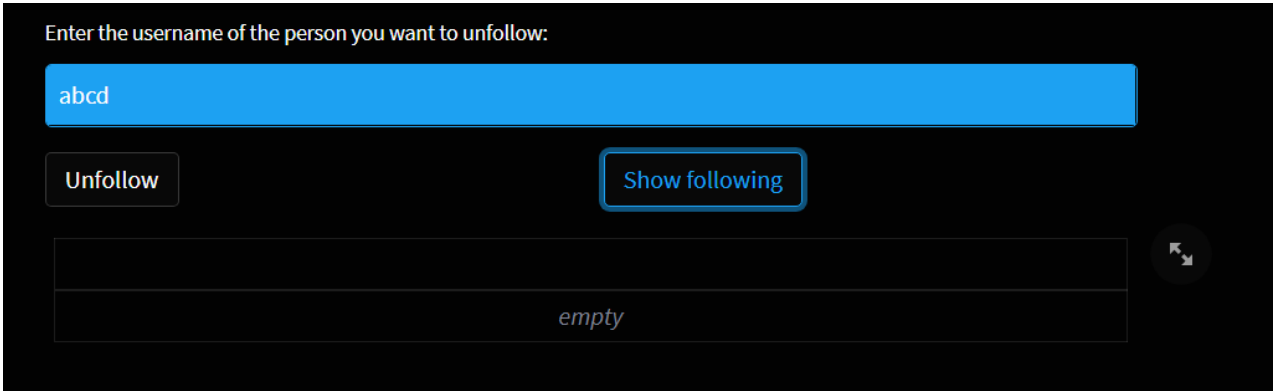 Enter the username of the person you want to unfollow:
abcd
Unfollow Show following
empty